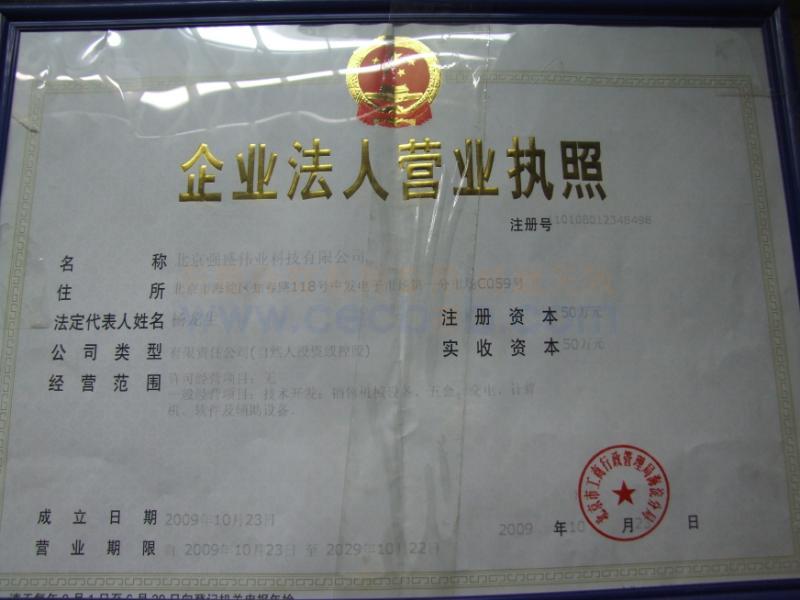 企业法人营业执照
注册号 10108012348498
名称 北京强盛伟业科技有限公司
住所 北京市海淀区知春路118号中发电子市场第一分市场C059号
法定代表人姓名
注册资本 50万元
公司类型 有限责任公司(自然人投资或控股)
实收资本 50万元
经营范围 许可经营项目：无
一般经营项目：技术开发；销售机械设备、五金、交电、计算
机、软件及辅助设备。
北京市工商行政管理局海淀分局
成立日期 2009年10月23日
2009 年 10 月 23 日
营业期限 自 2009年10月23日 至 2029年10月22日